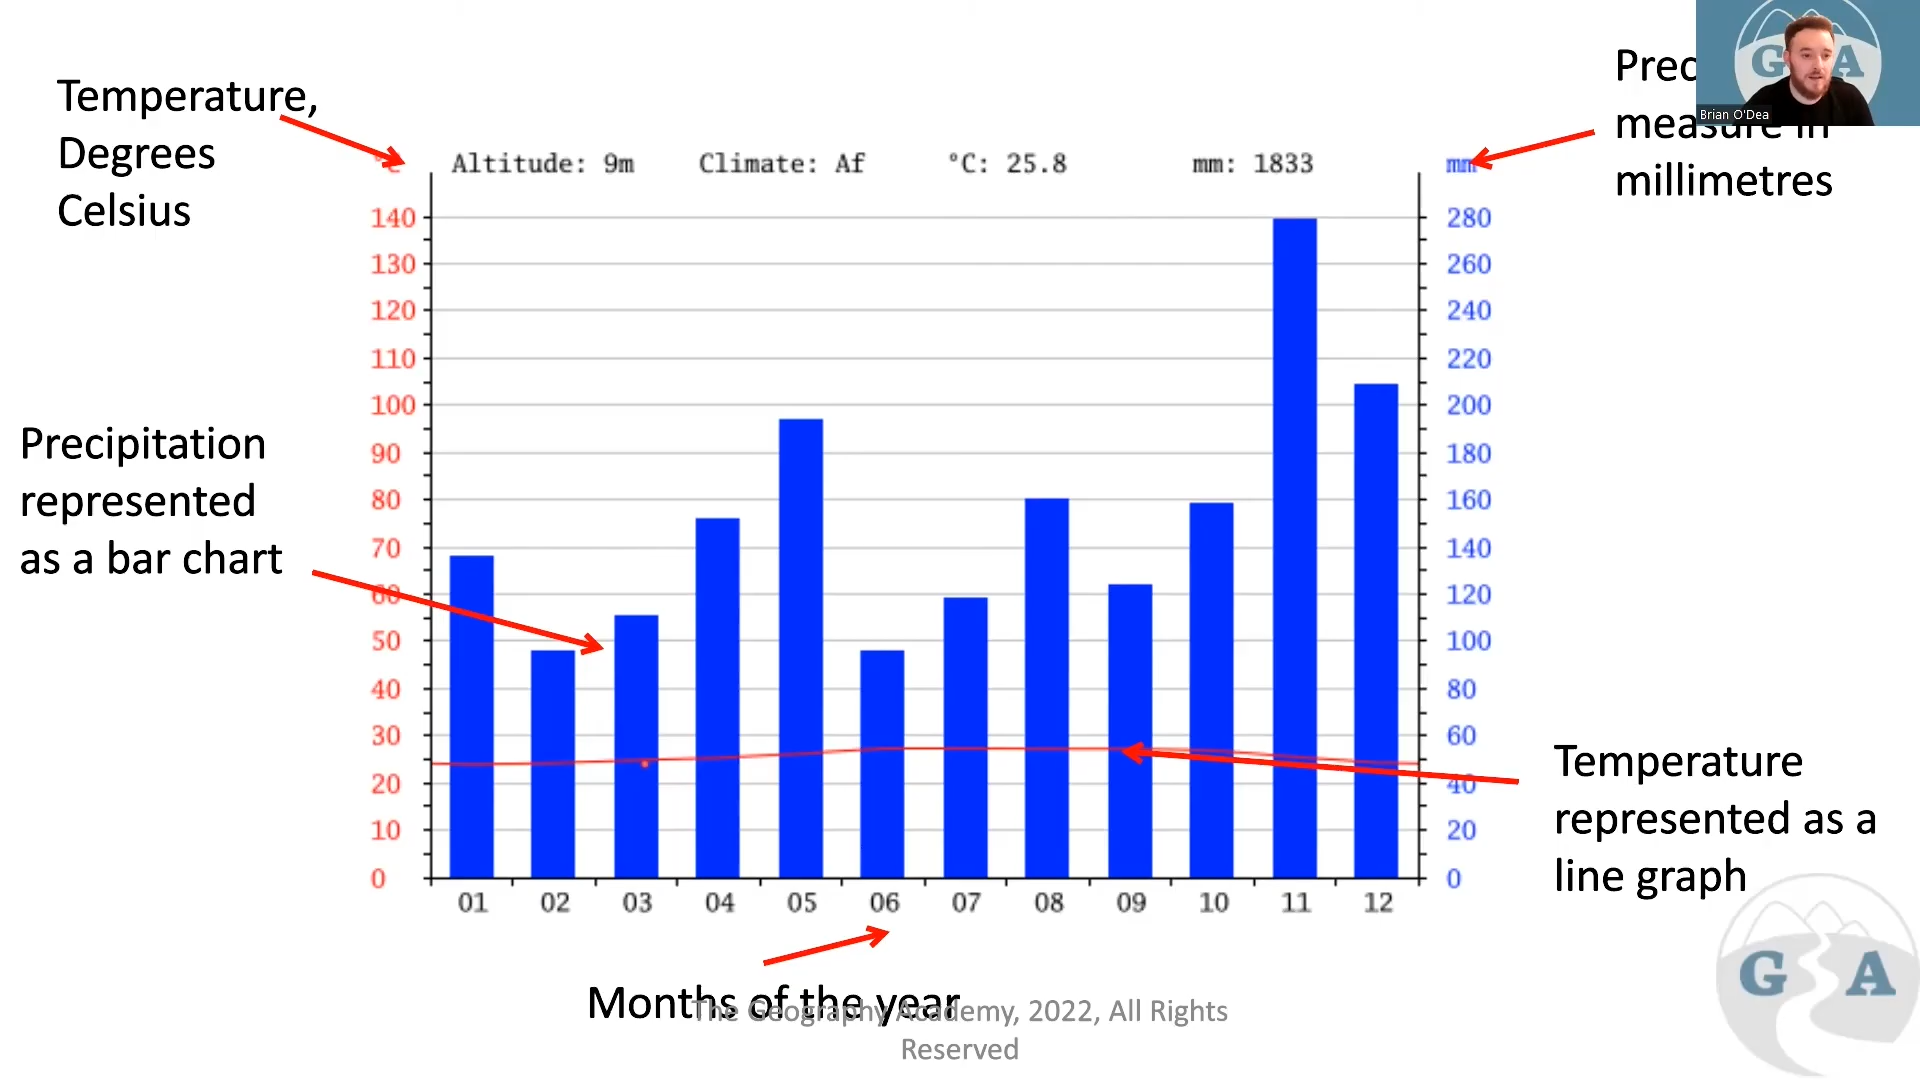 Temperature,
Degrees
Celsius
measure in
millimetres
Brian O'Dea
G A
Altitude: 9m Climate: Af °C: 25.8 mm: 1833 mm
140 280
130 260
120 240
110 220
100 200
90 180
80 160
70 140
60 120
50 100
40 80
30 60
20 40
10 20
0 0
01 02 03 04 05 06 07 08 09 10 11 12
Precipitation
represented
as a bar chart
Temperature
represented as a
line graph
Months of the year
The Geography Academy, 2022, All Rights
Reserved
G A